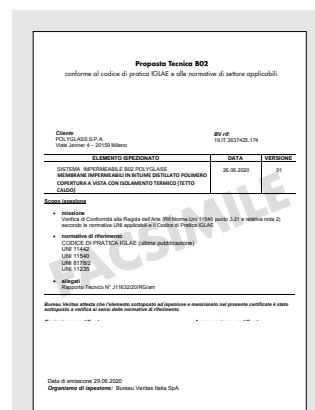 Proposta Tecnica B02
conforme al codice di pratica IGLAE e alle normative di settore applicabili.
Cliente
POLYGLASS S.P.A.
Viale Jenner 4 – 20159 Milano
BV rif:
19.IT.3637425.174
ELEMENTO ISPEZIONATO DATA VERSIONE
SISTEMA IMPERMEABILE B02 POLYGLASS 26.06.2020 01
MEMBRANE IMPERMEABILI IN BITUME DISTILLATO POLIMERO
COPERTURA A VISTA CON ISOLAMENTO TERMICO (TETTO
CALDO)
Scopo ispezione
• missione
Verifica di Conformità alla Regola dell'Arte (Rif.Norma Uni 11540 punto 3.21 e relativa nota 2)
secondo le normative UNI applicabili e il Codice di Pratica IGLAE
• normative di riferimento
CODICE DI PRATICA IGLAE (ultima pubblicazione)
UNI 11442
UNI 11540
UNI 8178/2
UNI 11235
• allegati
Rapporto Tecnico N° J11632/20/RG/am
FACSIMILE
Bureau Veritas attesta che l'elemento sottoposto ad ispezione e menzionato nel presente certificate è stato
sottoposto a verifica ai sensi delle normative di riferimento
Data di emissione 29.06.2020
Organismo di ispezione: Bureau Veritas Italia SpA